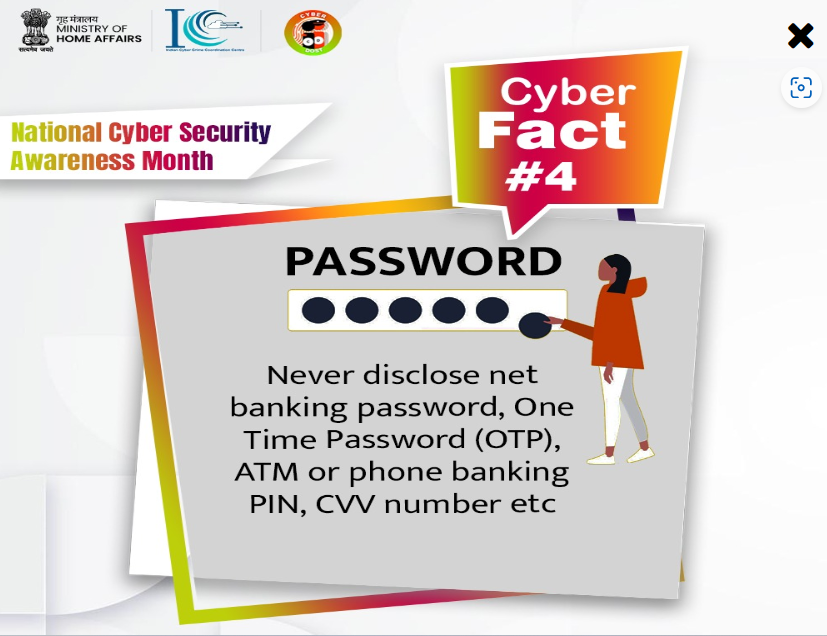 गृह मंत्रालय
MINISTRY OF
HOME AFFAIRS
सत्यमेव जयते
Indian Cyber Crime Coordination Centre
CYBER
National Cyber Security
Awareness Month
Cyber
Fact
#4
PASSWORD
Never disclose net
banking password, One
Time Password (OTP),
ATM or phone banking
PIN, CVV number etc